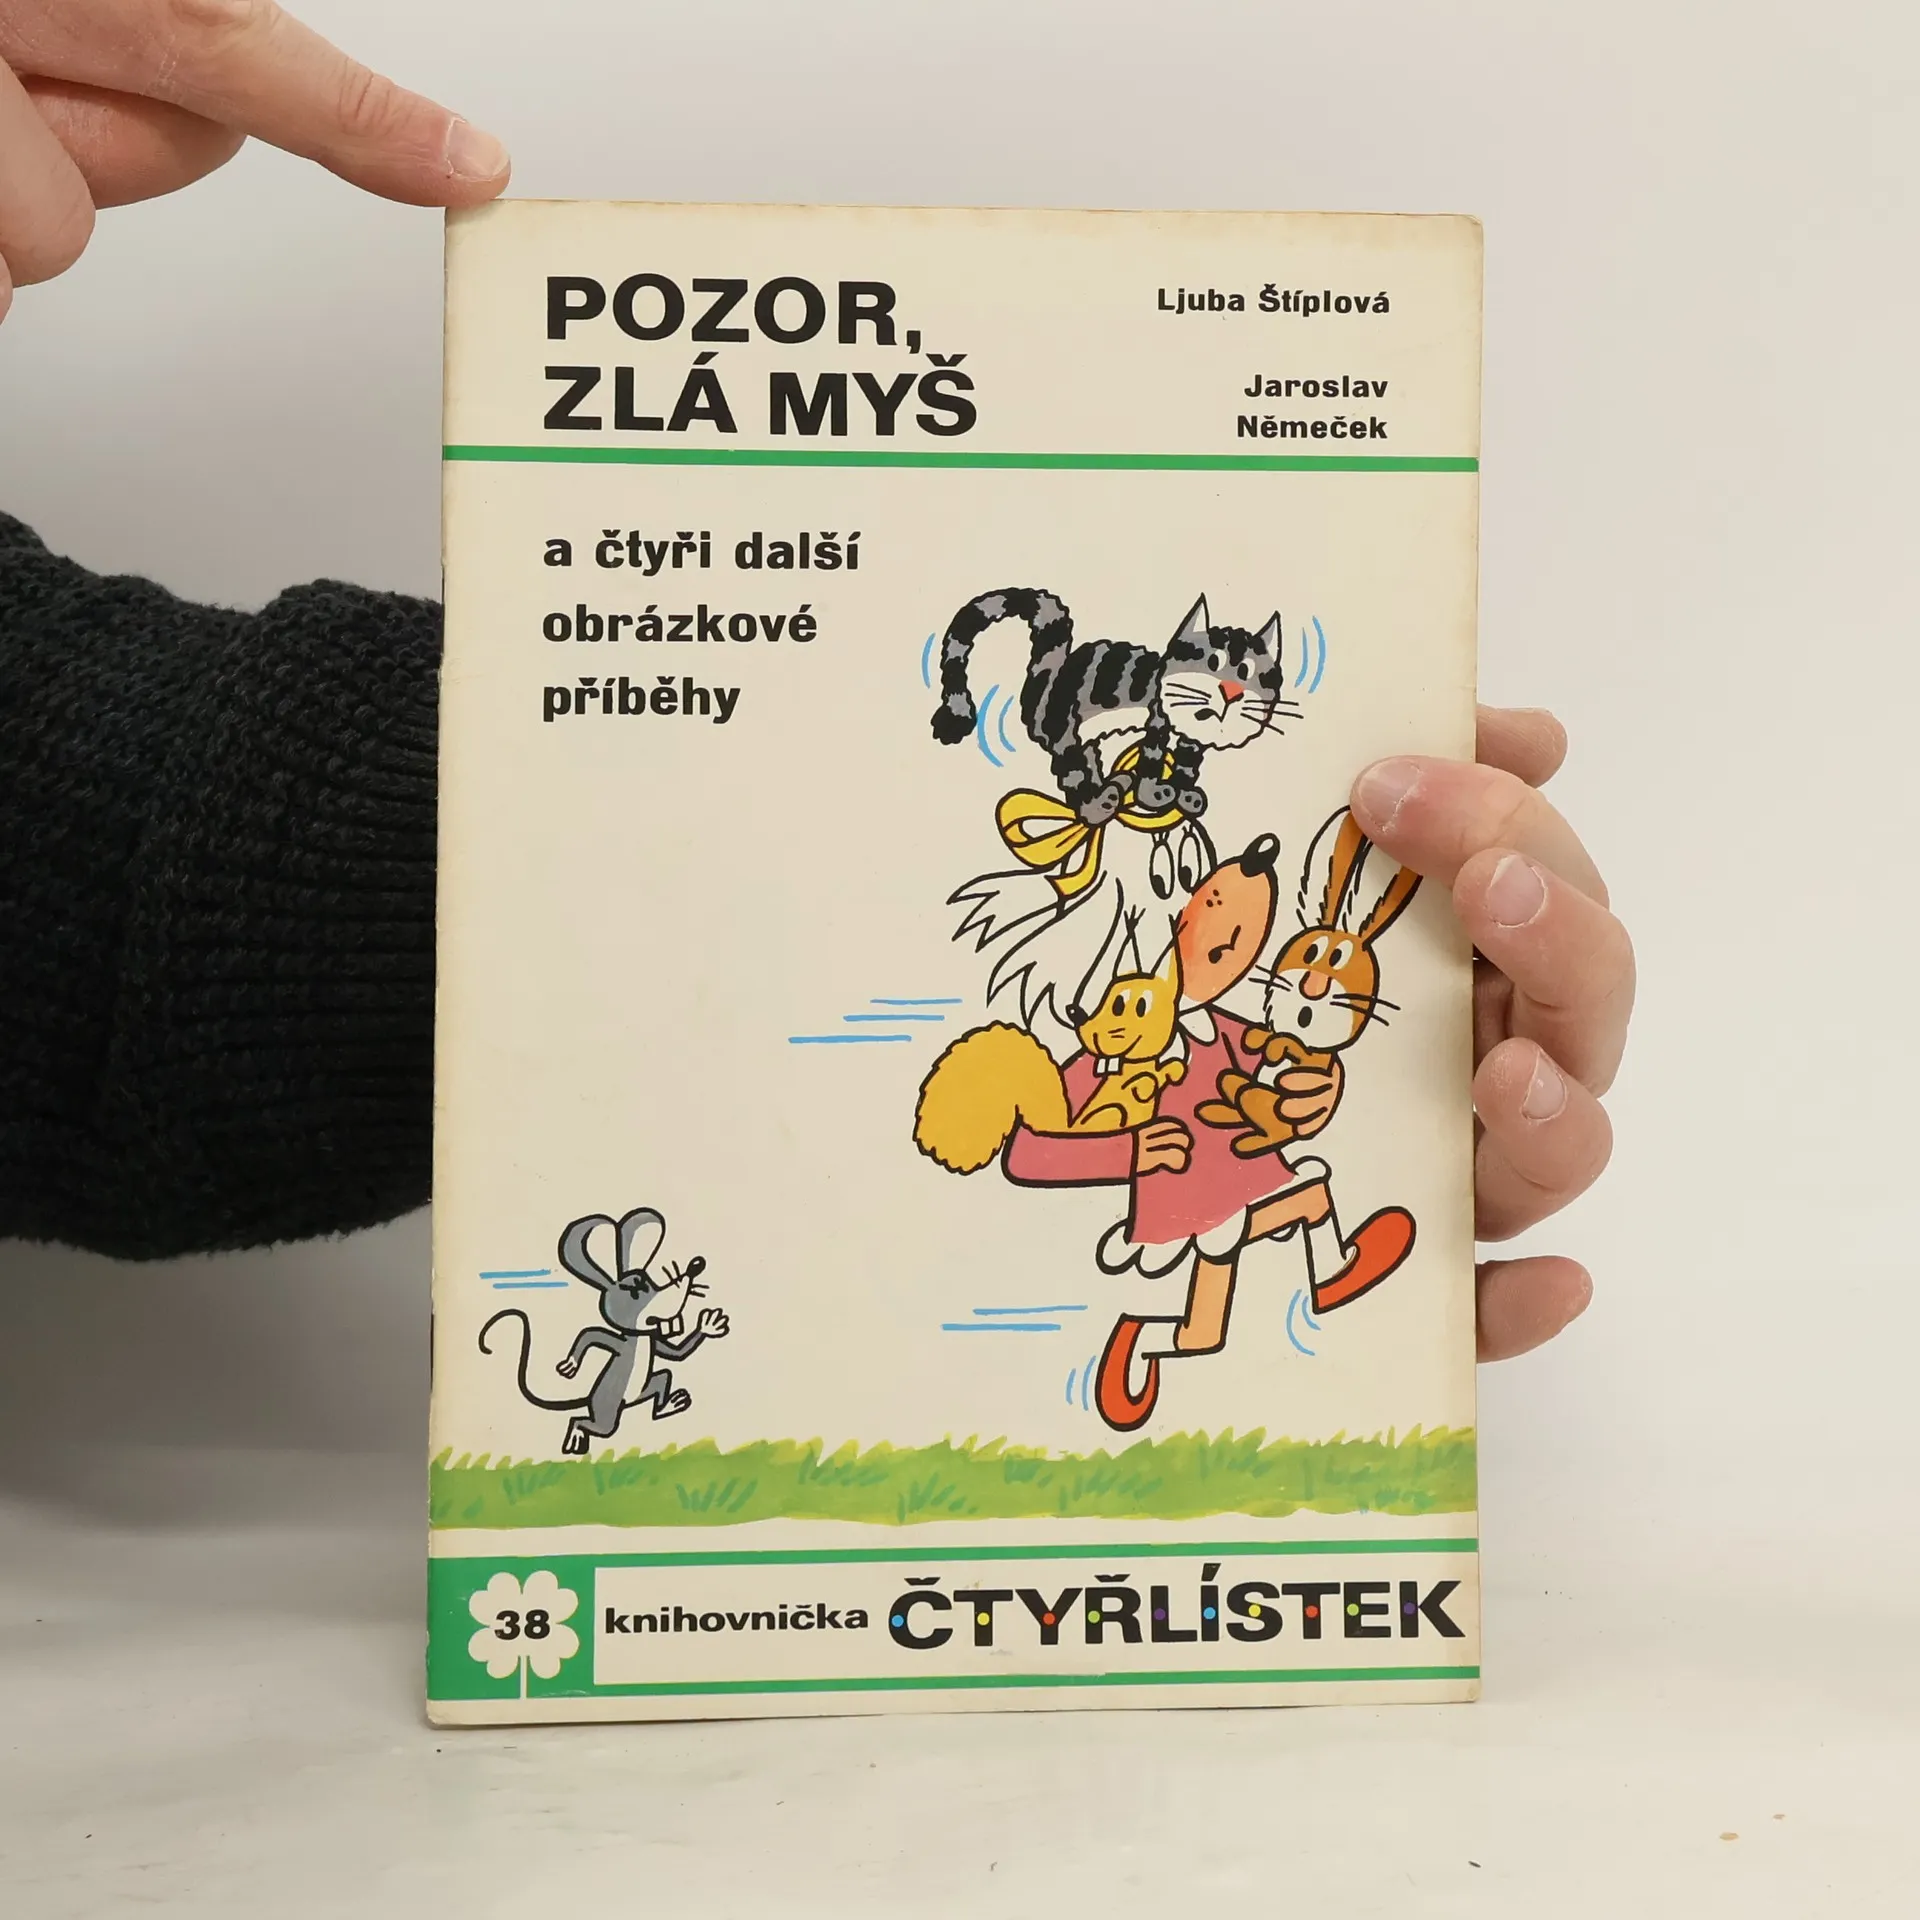 POZOR,
ZLÁ MYŠ
Ljuba Štíplová
Jaroslav
Němeček
a čtyři další
obrázkové
příběhy
38
knihovnička ČTYŘLÍSTEK